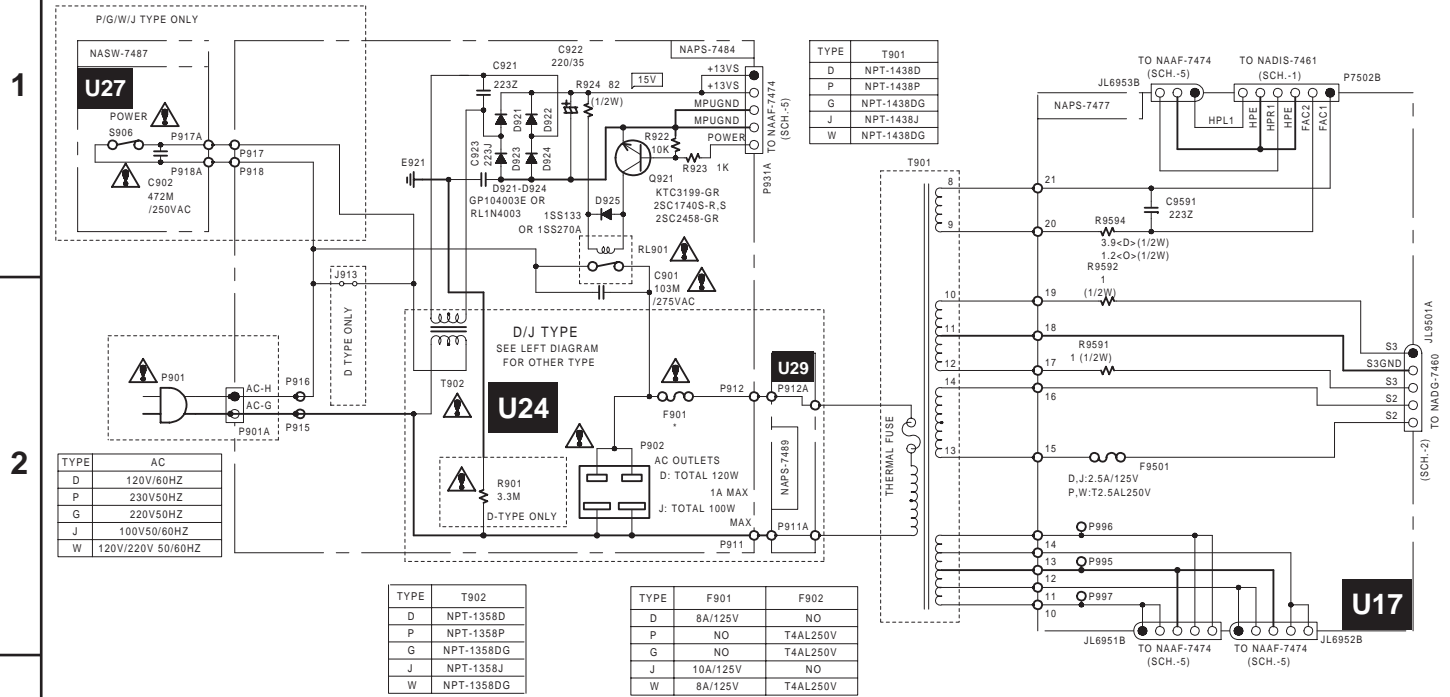 1
2
P/G/W/J TYPE ONLY
NASW-7487
U27
POWER
S906
P917A
P918A
C902
472M
/250VAC
P917
P918
NAPS-7484
C921
223Z
C922
220/35
R924 82
(1/2W)
15V
+13VS
+13VS
MPUGND
MPUGND
POWER
TO NAAF-7474
(SCH.-5)
P931A
D921
D922
D923
D924
C923
223J
E921
D921-D924
GP104003E OR
RL1N4003
R922
10K
R923 1K
Q921
KTC3199-GR
2SC1740S-R,S
2SC2458-GR
D925
1SS133
OR 1SS270A
RL901
C901
103M
/275VAC
J913
D TYPE ONLY
P901
AC-H
AC-G
P901A
P916
P915
T902
D/J TYPE
SEE LEFT DIAGRAM
FOR OTHER TYPE
U24
F901
*
P912
U29
P912A
NAPS-7489
P902
AC OUTLETS
D: TOTAL 120W
1A MAX
J: TOTAL 100W
MAX
P911
P911A
R901
3.3M
D-TYPE ONLY
TYPE AC
D 120V/60HZ
P 230V50HZ
G 220V50HZ
J 100V50/60HZ
W 120V/220V 50/60HZ
TYPE T901
D NPT-1438D
P NPT-1438P
G NPT-1438DG
J NPT-1438J
W NPT-1438DG
T901
THERMAL FUSE
8
9
10
11
12
14
13
21
20
19
18
17
16
15
14
13
12
11
10
TO NAAF-7474
(SCH.-5)
TO NADIS-7461
(SCH.-1)
JL6953B
P7502B
NAPS-7477
HPL1
HPE
HPR1
HPE
FAC2
FAC1
C9591
223Z
R9594
3.9<D>(1/2W)
1.2<O>(1/2W)
R9592
1
(1/2W)
R9591
1 (1/2W)
S3
S3GND
S3
S2
S2
JL9501A
TO NADG-7460
(SCH.-2)
F9501
D,J:2.5A/125V
P,W:T2.5AL250V
P996
P995
P997
U17
JL6951B
TO NAAF-7474
(SCH.-5)
TO NAAF-7474
(SCH.-5)
JL6952B
TYPE T902
D NPT-1358D
P NPT-1358P
G NPT-1358DG
J NPT-1358J
W NPT-1358DG
TYPE F901 F902
D 8A/125V NO
P NO T4AL250V
G NO T4AL250V
J 10A/125V NO
W 8A/125V T4AL250V